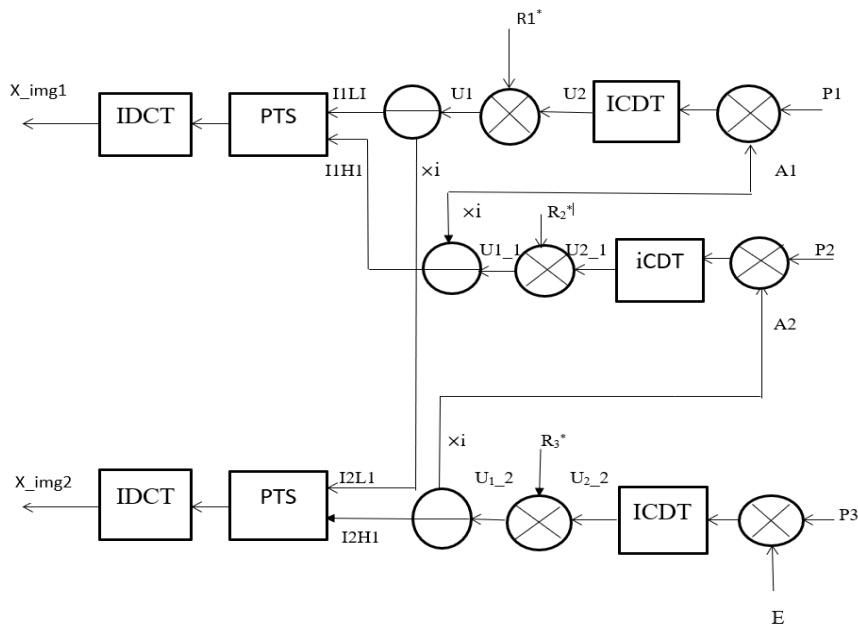 R1*
X_img1
IDCT
PTS
I1LI
U1
U2
ICDT
P1
I1H1
×i
A1
×i
R2*
U1_1
U2_1
iCDT
P2
A2
×i
R3*
X_img2
IDCT
PTS
I2L1
U1_2
U2_2
ICDT
P3
I2H1
E